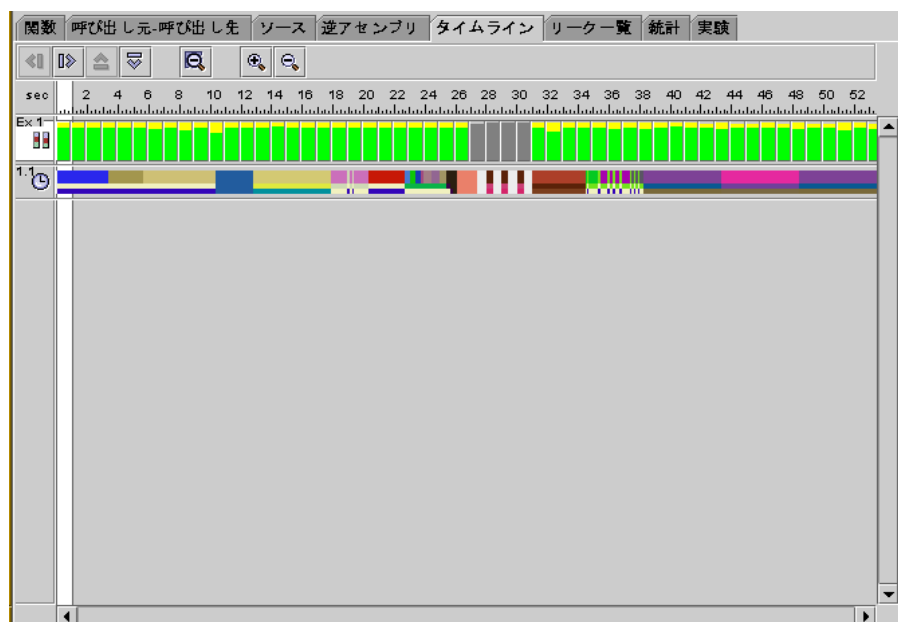 関数 呼び出し元-呼び出し先 ソース 逆アセンブリ タイムライン リーク一覧 統計 実験
sec 2 4 6 8 10 12 14 16 18 20 22 24 26 28 30 32 34 36 38 40 42 44 46 48 50 52
Ex 1
1.1